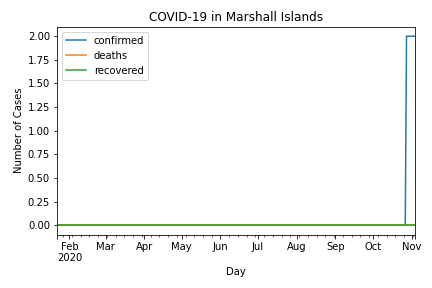 COVID-19 in Marshall Islands
confirmed
deaths
recovered
Number of Cases
2.00
1.75
1.50
1.25
1.00
0.75
0.50
0.25
0.00
Feb Mar Apr May Jun Jul Aug Sep Oct Nov
2020
Day